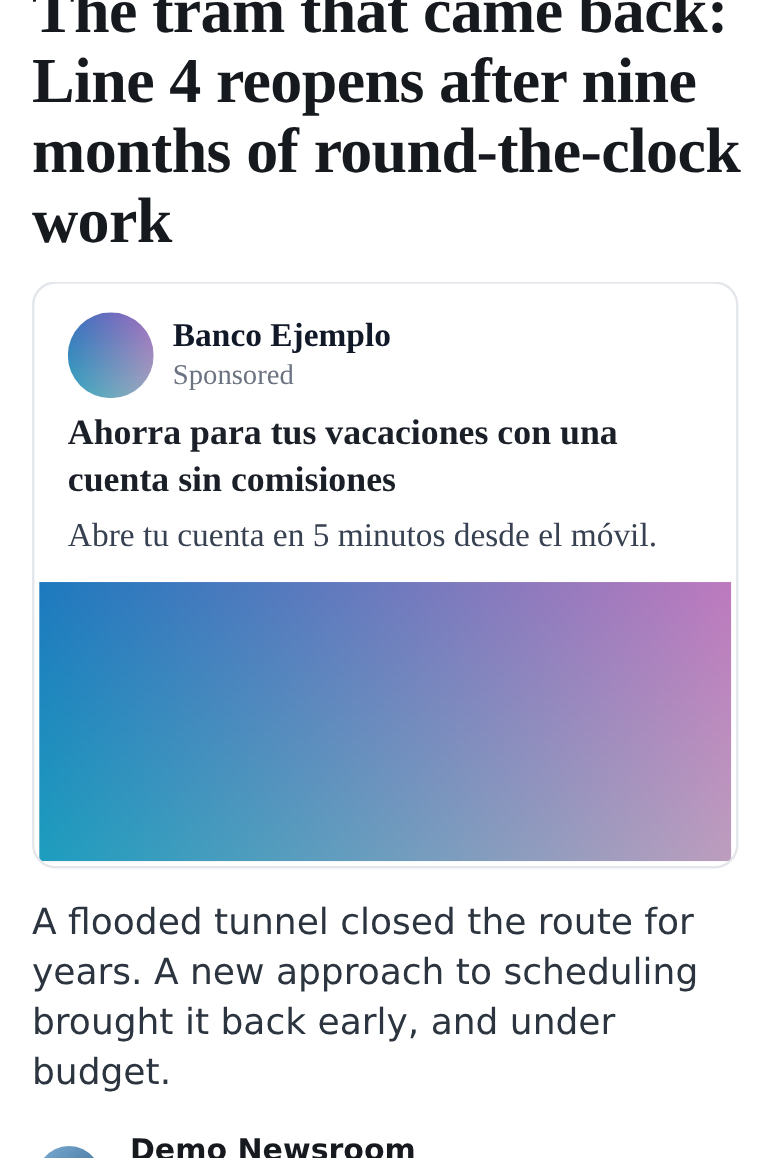 The tram that came back:
Line 4 reopens after nine
months of round-the-clock
work
Banco Ejemplo
Sponsored
Ahorra para tus vacaciones con una
cuenta sin comisiones
Abre tu cuenta en 5 minutos desde el móvil.
A flooded tunnel closed the route for
years. A new approach to scheduling
brought it back early, and under
budget.
Demo Newsroom